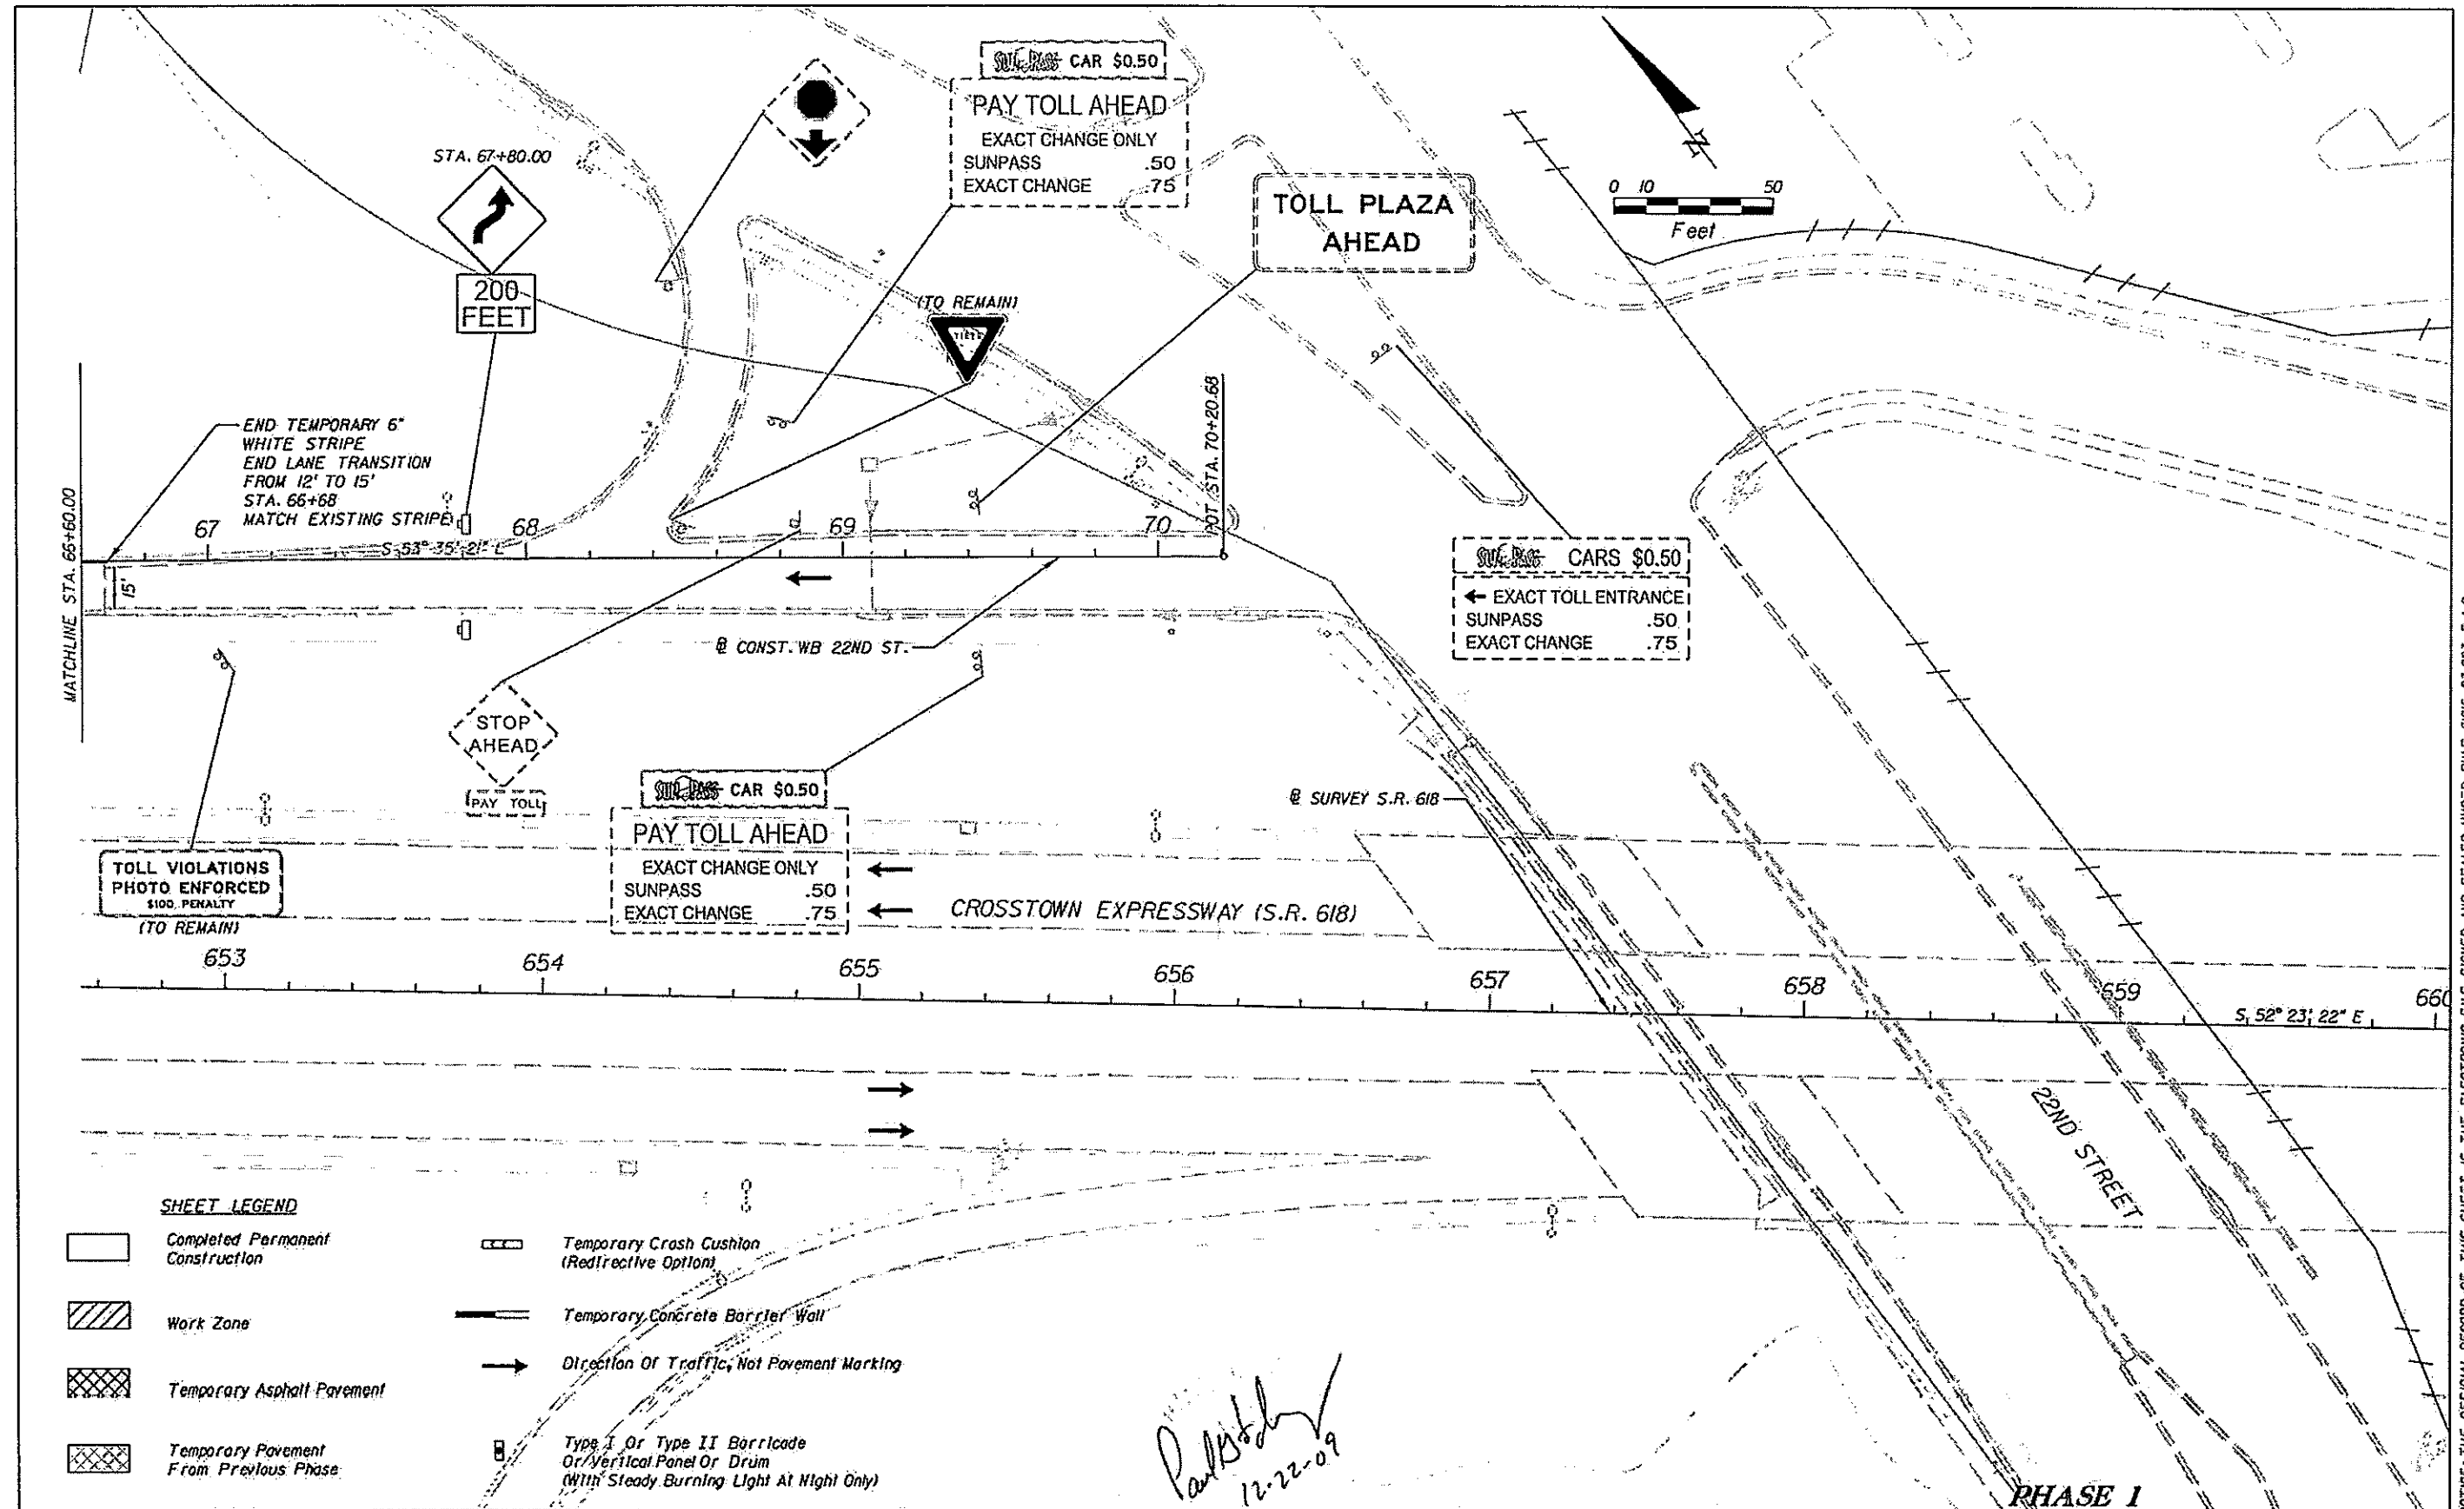 SUNPASS CAR $0.50
PAY TOLL AHEAD
EXACT CHANGE ONLY
SUNPASS .50
EXACT CHANGE .75
STA. 67+80.00
200
FEET
(TO REMAIN)
YIELD
TOLL PLAZA
AHEAD
N
0 10 50
Feet
END TEMPORARY 6"
WHITE STRIPE
END LANE TRANSITION
FROM 12' TO 15'
STA. 66+68
MATCH EXISTING STRIPE
MATCHLINE STA. 66+60.00
POT STA. 70+20.68
67 68 69 70
S 53° 35' 21" E
15'
℄ CONST. WB 22ND ST.
SUNPASS CARS $0.50
← EXACT TOLL ENTRANCE
SUNPASS .50
EXACT CHANGE .75
STOP
AHEAD
PAY TOLL
SUNPASS CAR $0.50
PAY TOLL AHEAD
EXACT CHANGE ONLY
SUNPASS .50
EXACT CHANGE .75
TOLL VIOLATIONS
PHOTO ENFORCED
$100 PENALTY
(TO REMAIN)
℄ SURVEY S.R. 618
CROSSTOWN EXPRESSWAY (S.R. 618)
653 654 655 656 657 658 659 660
S 52° 23' 22" E
22ND STREET
SHEET LEGEND
Completed Permanent
Construction
Work Zone
Temporary Asphalt Pavement
Temporary Pavement
From Previous Phase
Temporary Crash Cushion
(Redirective Option)
Temporary Concrete Barrier Wall
Direction Of Traffic, Not Pavement Marking
Type I Or Type II Barricade
Or Vertical Panel Or Drum
(With Steady Burning Light At Night Only)
12-22-09
PHASE 1